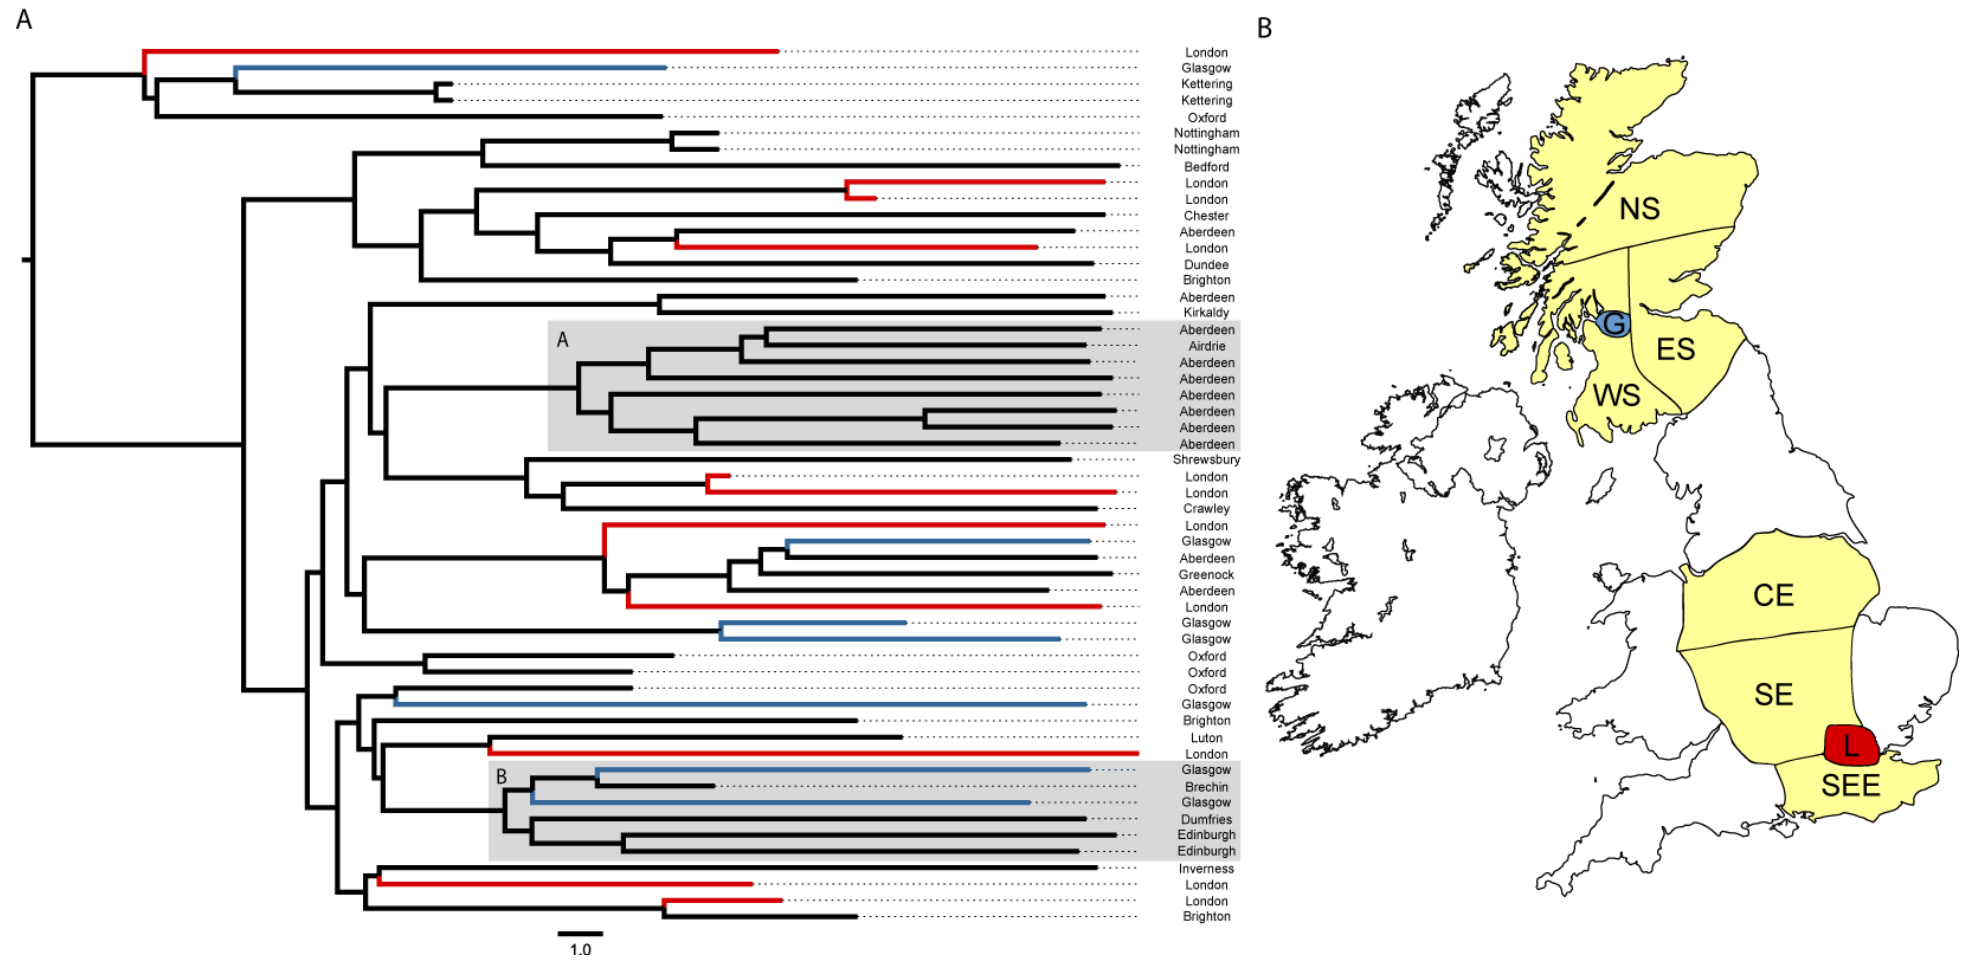 A
London
Glasgow
Kettering
Kettering
Oxford
Nottingham
Nottingham
Bedford
London
London
Chester
Aberdeen
London
Dundee
Brighton
Aberdeen
Kirkaldy
A
Aberdeen
Airdrie
Aberdeen
Aberdeen
Aberdeen
Aberdeen
Aberdeen
Aberdeen
Shrewsbury
London
London
Crawley
London
Glasgow
Aberdeen
Greenock
Aberdeen
London
Glasgow
Glasgow
Oxford
Oxford
Oxford
Glasgow
Brighton
Luton
London
B
Glasgow
Brechin
Glasgow
Dumfries
Edinburgh
Edinburgh
Inverness
London
London
Brighton
1.0
B
NS
G
ES
WS
CE
SE
L
SEE